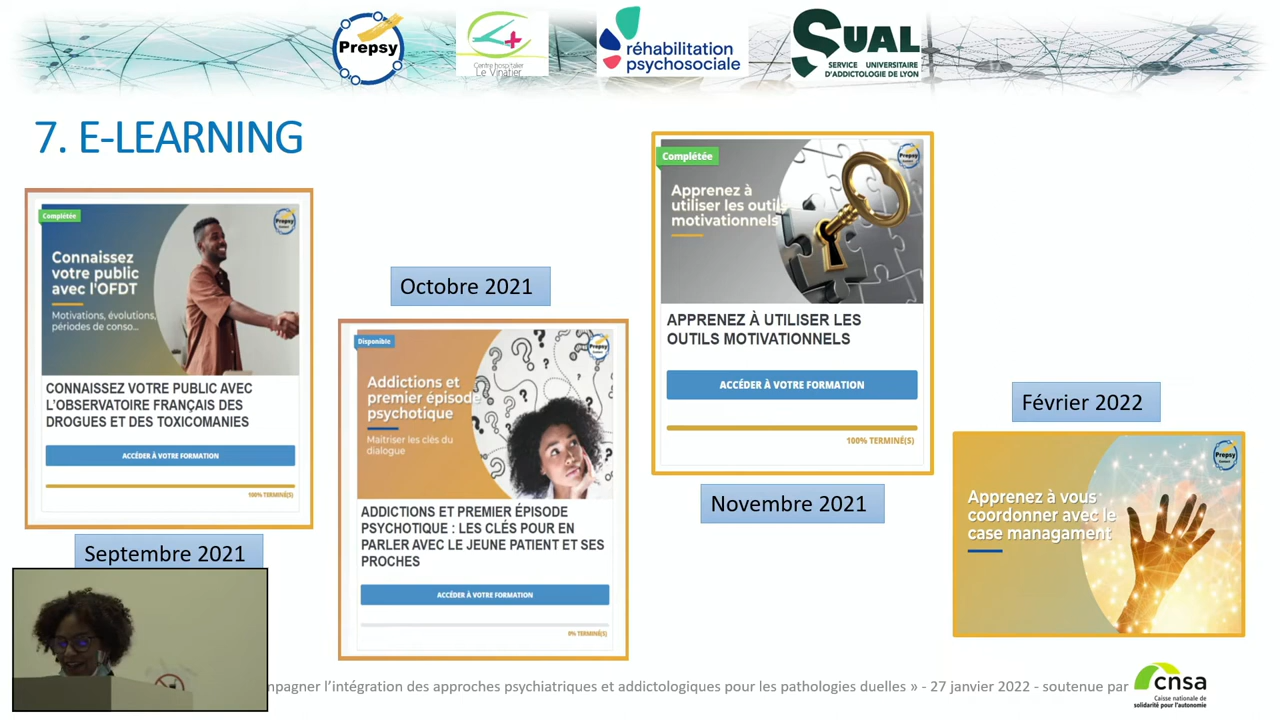 Prepsy
Centre hospitalier
Le Vinatier
réhabilitation
psychosociale
SUAL
SERVICE UNIVERSITAIRE
D'ADDICTOLOGIE DE LYON
7. E-LEARNING
Complétée
Prepsy
Connaissez
votre public
avec l'OFDT
Motivations, évolutions,
périodes de conso...
CONNAISSEZ VOTRE PUBLIC AVEC
L'OBSERVATOIRE FRANÇAIS DES
DROGUES ET DES TOXICOMANIES
ACCÉDER À VOTRE FORMATION
100% TERMINÉ(S)
Septembre 2021
Octobre 2021
Disponible
Prepsy
Addictions et
premier épisode
psychotique
Maîtriser les clés du
dialogue
ADDICTIONS ET PREMIER ÉPISODE
PSYCHOTIQUE : LES CLÉS POUR EN
PARLER AVEC LE JEUNE PATIENT ET SES
PROCHES
ACCÉDER À VOTRE FORMATION
0% TERMINÉ(S)
Complétée
Prepsy
Apprenez à
utiliser les outils
motivationnels
APPRENEZ À UTILISER LES
OUTILS MOTIVATIONNELS
ACCÉDER À VOTRE FORMATION
100% TERMINÉ(S)
Novembre 2021
Février 2022
Prepsy
Apprenez à vous
coordonner avec le
case managament
mpagner l'intégration des approches psychiatriques et addictologiques pour les pathologies duelles » - 27 janvier 2022 - soutenue par
cnsa
Caisse nationale de
solidarité pour l'autonomie